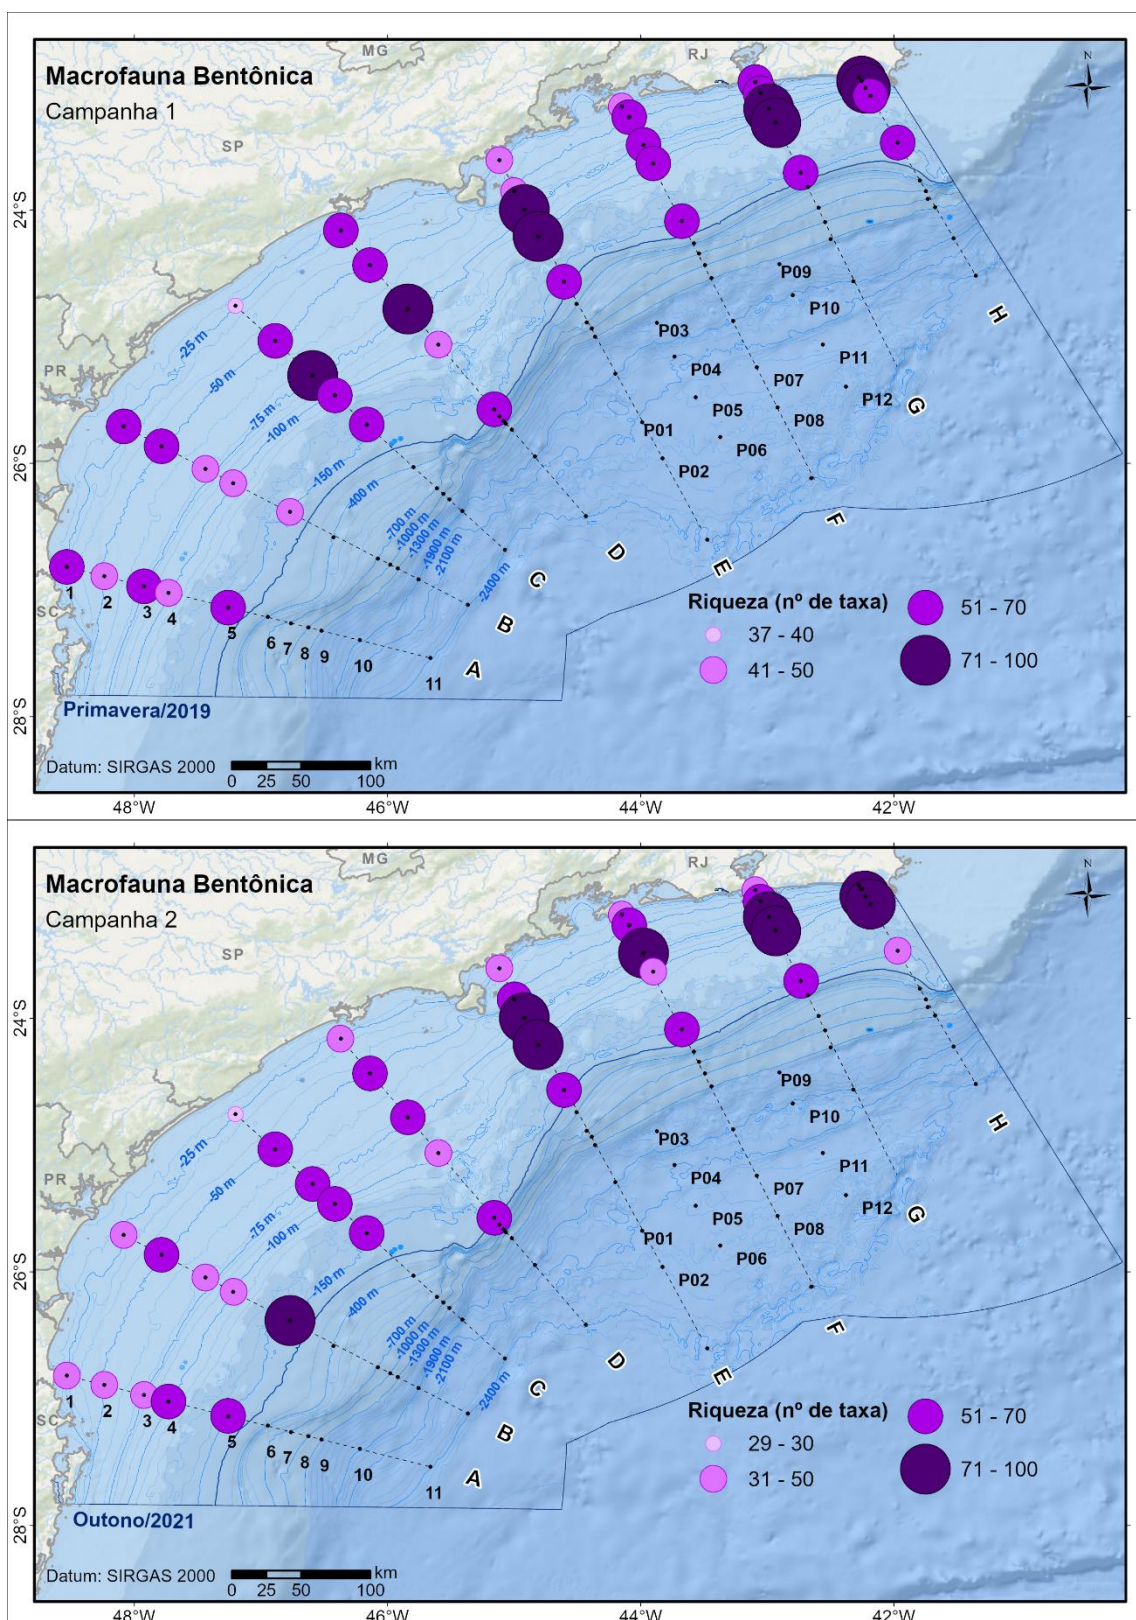 MG
RJ
Macrofauna Bentônica
Campanha 1
N
SP
24°S
-25 m
P09
P10
H
P03
PR
-50 m
P04
P11
-75 m
P07
P12
-100 m
P05
G
P01
P08
26°S
P06
-150 m
P02
-400 m
-700 m
-1000 m
-1300 m
-1900 m
-2100 m
F
D
E
C
-2400 m
Riqueza (nº de taxa)
51 - 70
SC
1
2
3
4
5
B
37 - 40
6
7
8
9
10
71 - 100
41 - 50
A
11
Primavera/2019
28°S
Datum: SIRGAS 2000
km
0 25 50 100
48°W 46°W 44°W 42°W
MG
RJ
Macrofauna Bentônica
Campanha 2
N
SP
24°S
-25 m
P09
P10
H
P03
PR
-50 m
P04
P11
-75 m
P07
P12
-100 m
P05
G
P01
P08
26°S
P06
-150 m
P02
-400 m
-700 m
-1000 m
-1300 m
-1900 m
-2100 m
F
D
E
C
-2400 m
Riqueza (nº de taxa)
51 - 70
SC
1
2
3
4
5
B
29 - 30
6
7
8
9
10
71 - 100
31 - 50
A
11
Outono/2021
28°S
Datum: SIRGAS 2000
km
0 25 50 100
48°W 46°W 44°W 42°W